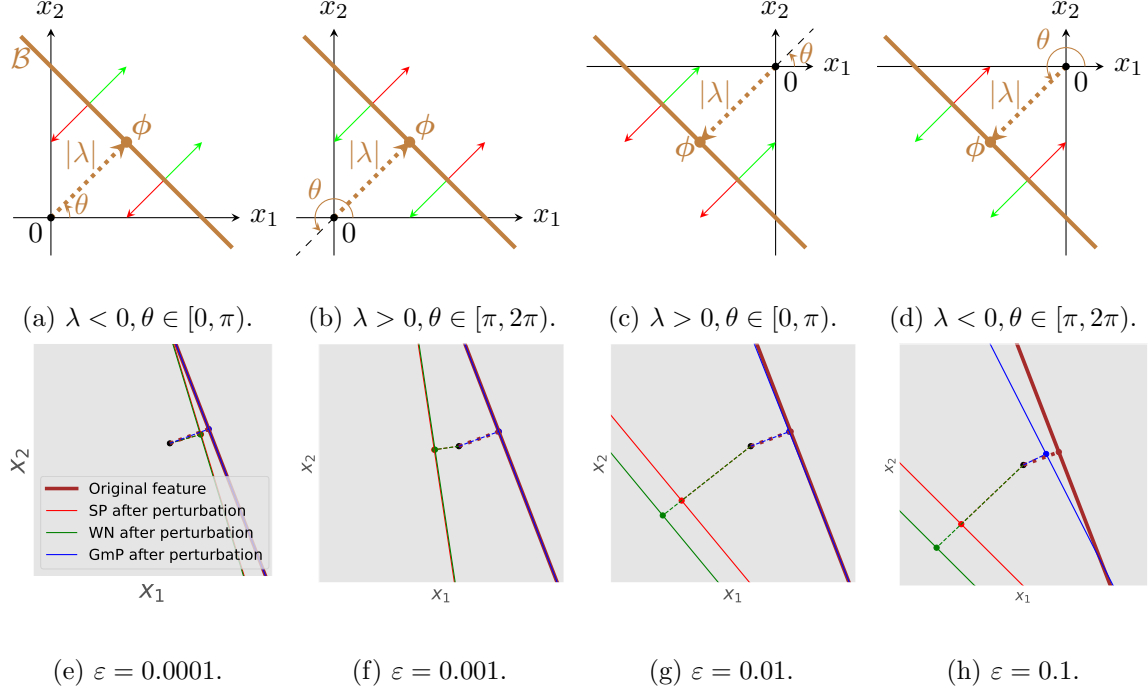 x₂ x₂ x₂ x₂
ℬ
ϕ |λ| θ 0 x₁
ϕ |λ| θ 0 x₁
θ 0 x₁ |λ| ϕ
θ 0 x₁ |λ| ϕ
(a) λ < 0, θ ∈ [0, π).
(b) λ > 0, θ ∈ [π, 2π).
(c) λ > 0, θ ∈ [0, π).
(d) λ < 0, θ ∈ [π, 2π).
x₂
Original feature
SP after perturbation
WN after perturbation
GmP after perturbation
x₁
x₂
x₁
x₂
x₁
x₂
x₁
(e) ε = 0.0001.
(f) ε = 0.001.
(g) ε = 0.01.
(h) ε = 0.1.